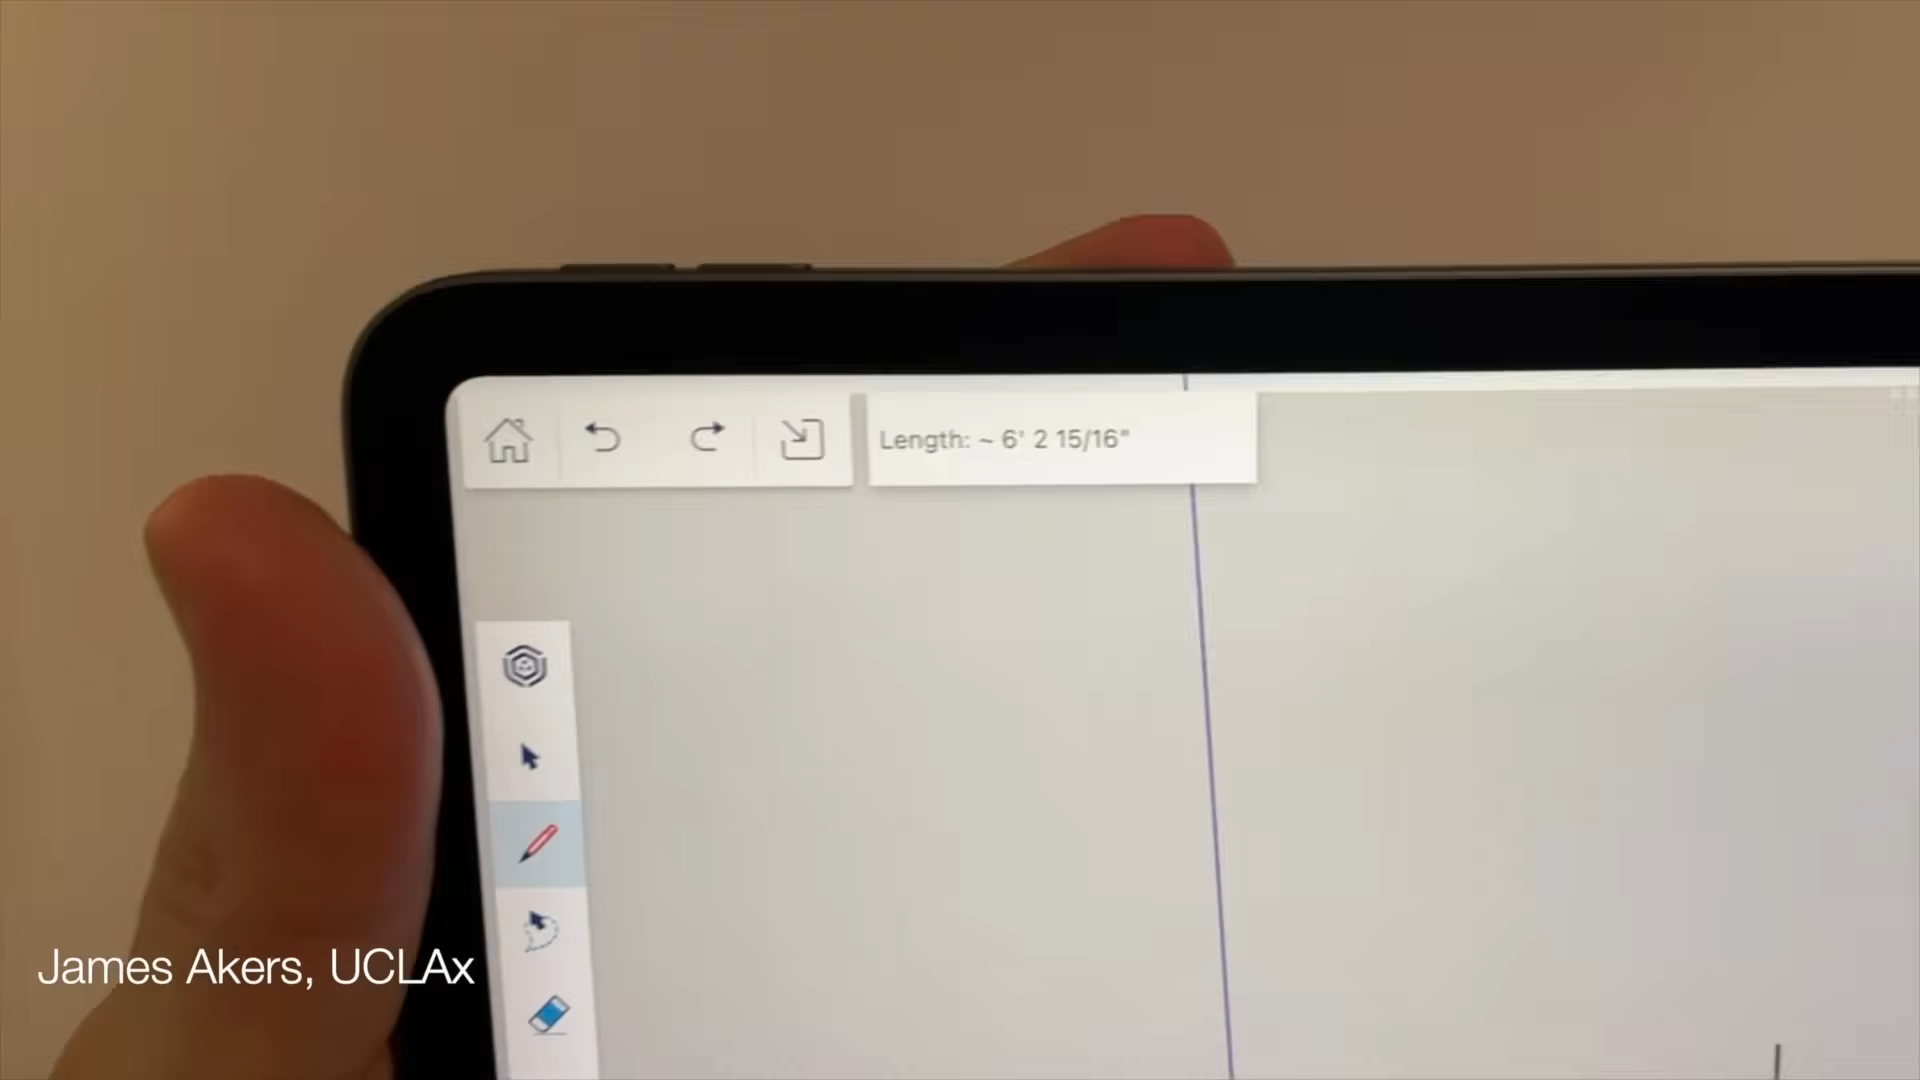 Length: ~ 6' 2 15/16"
James Akers, UCLAx